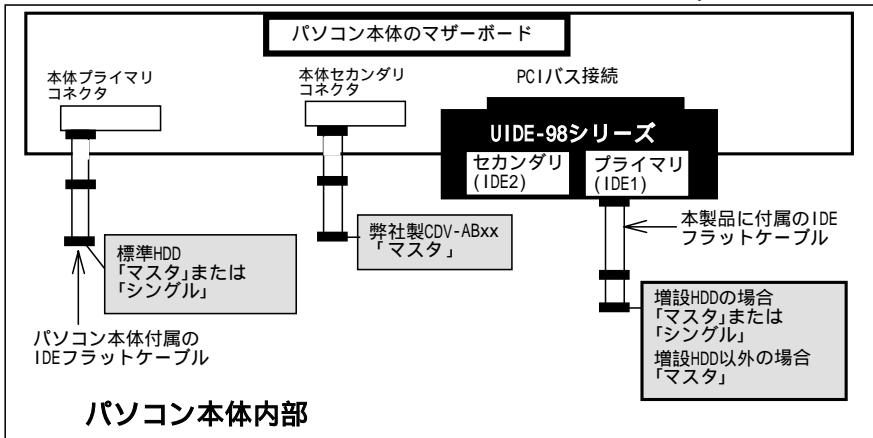 パソコン本体のマザーボード
本体プライマリ
コネクタ
本体セカンダリ
コネクタ
PCIバス接続
UIDE-98シリーズ
セカンダリ
(IDE2)
プライマリ
(IDE1)
標準HDD
「マスタ」または
「シングル」
弊社製CDV-ABxx
「マスタ」
本製品に付属のIDE
フラットケーブル
パソコン本体付属の
IDEフラットケーブル
増設HDDの場合
「マスタ」または
「シングル」
増設HDD以外の場合
「マスタ」
パソコン本体内部